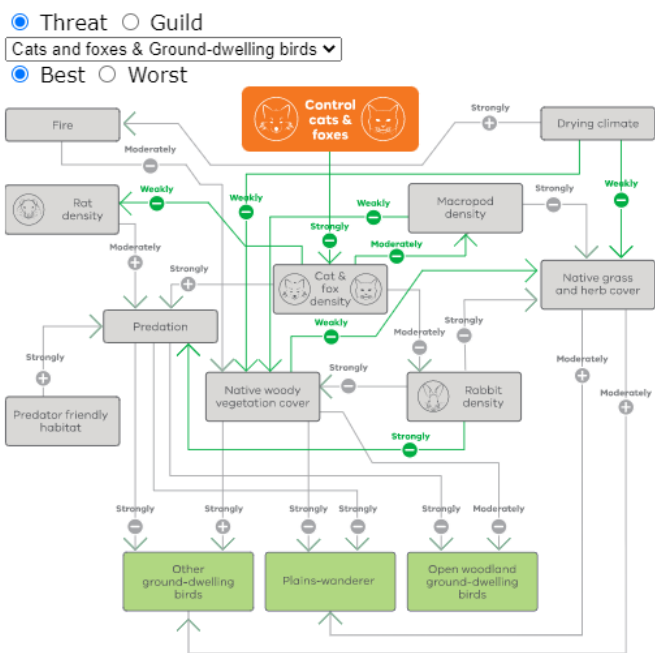 Threat Guild
Cats and foxes & Ground-dwelling birds
Best Worst
Control
cats &
foxes
Strongly
Fire
Drying climate
Moderately
Weakly
Rat
density
Weakly
Weakly
Macropod
density
Strongly
Weakly
Strongly
Moderately
Moderately
Strongly
Cat &
fox
density
Native grass
and herb cover
Predation
Weakly
Moderately
Strongly
Strongly
Strongly
Moderately
Moderately
Predator friendly
habitat
Native woody
vegetation cover
Rabbit
density
Strongly
Strongly
Strongly
Strongly
Strongly
Strongly
Moderately
Other
ground-dwelling
birds
Plains-wanderer
Open woodland
ground-dwelling
birds